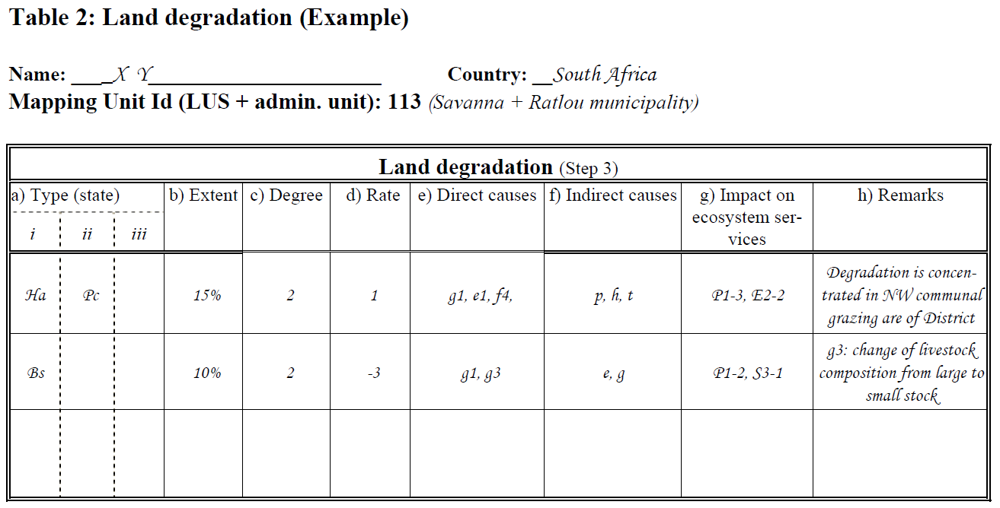 Table 2: Land degradation (Example)
Name: ____X Y______________________ Country: __South Africa
Mapping Unit Id (LUS + admin. unit): 113 (Savanna + Ratlou municipality)
Land degradation (Step 3)
a) Type (state) b) Extent c) Degree d) Rate e) Direct causes f) Indirect causes g) Impact on ecosystem ser-vices h) Remarks
i ii iii
Ha Pc 15% 2 1 g1, e1, f4, p, h, t P1-3, E2-2
Degradation is concen-
trated in NW communal
grazing are of District
Bs 10% 2 -3 g1, g3 e, g P1-2, S3-1
g3: change of livestock
composition from large to
small stock